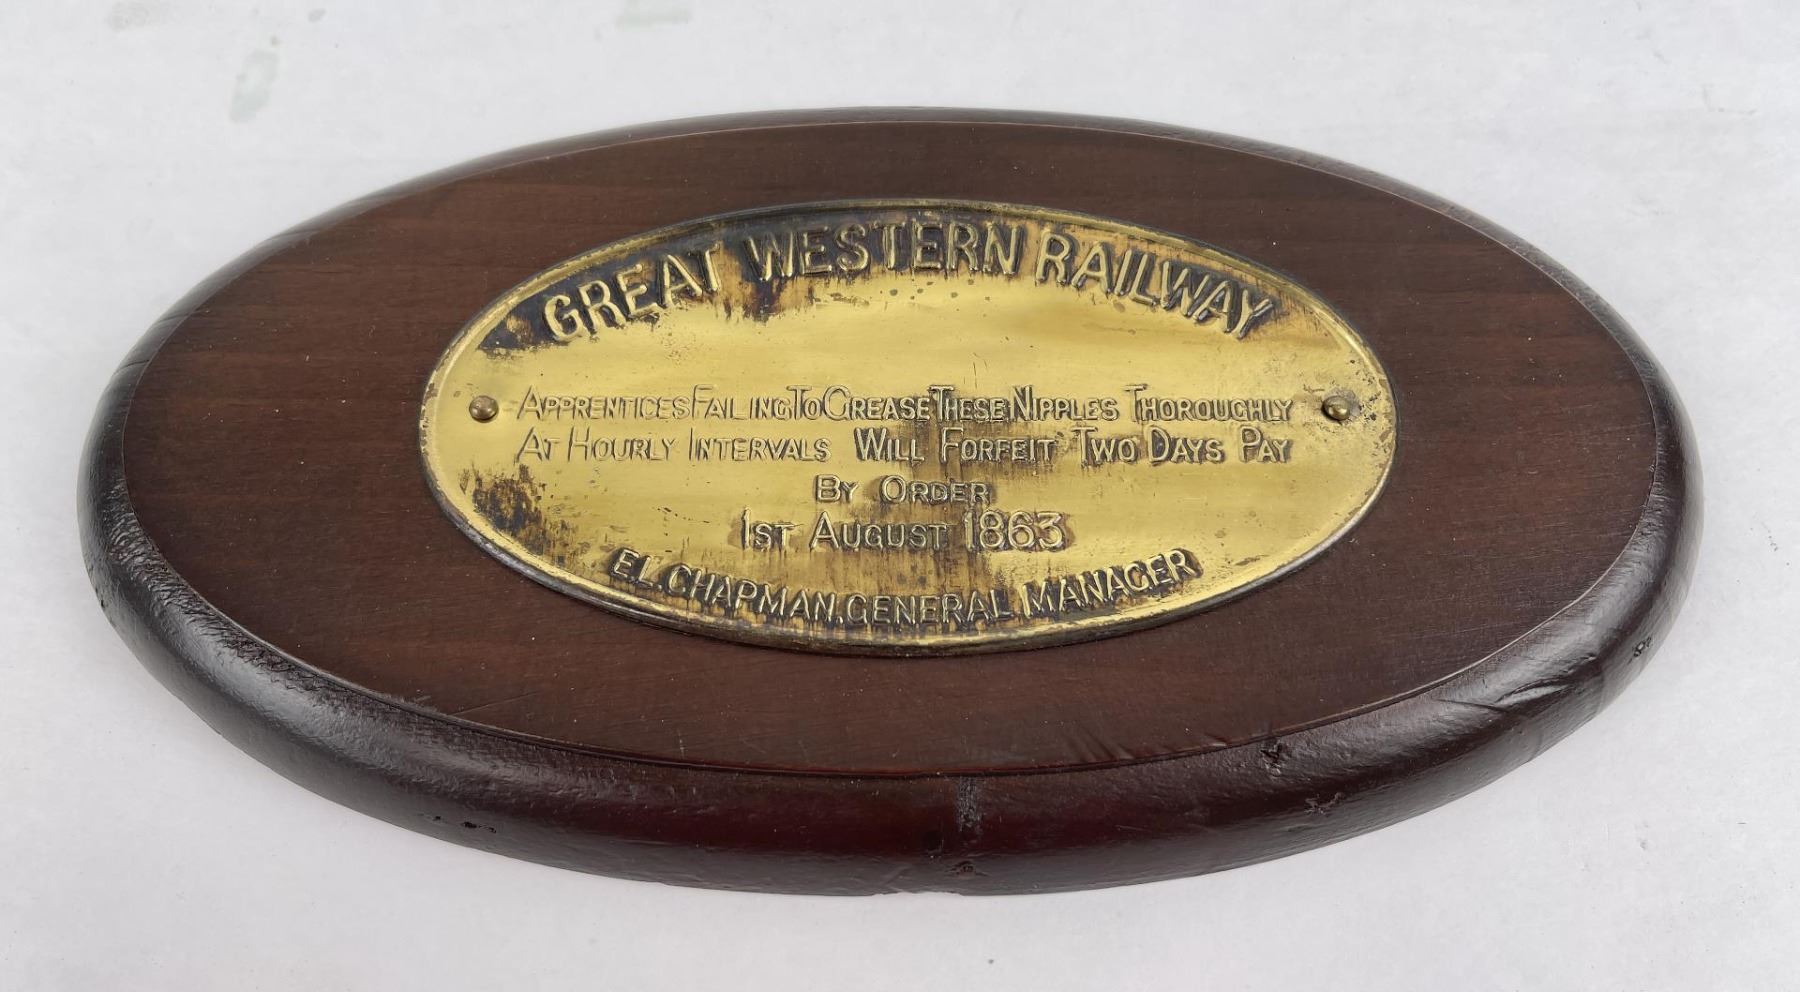 GREAT WESTERN RAILWAY
APPRENTICES FAILING TO GREASE THESE NIPPLES THOROUGHLY
AT HOURLY INTERVALS WILL FORFEIT TWO DAYS PAY
BY ORDER
1ST AUGUST 1863
E.L. CHAPMAN. GENERAL MANAGER